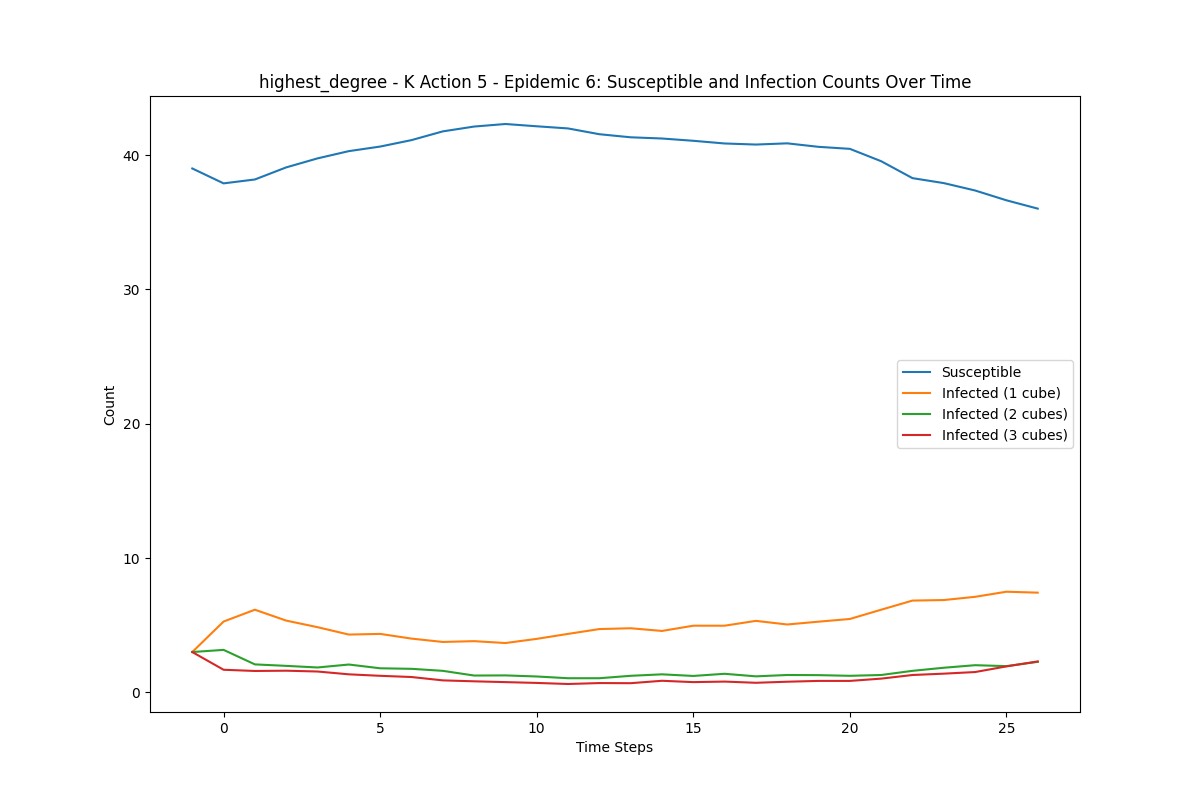 highest_degree - K Action 5 - Epidemic 6: Susceptible and Infection Counts Over Time
40
30
20
10
0
Count
Susceptible
Infected (1 cube)
Infected (2 cubes)
Infected (3 cubes)
0 5 10 15 20 25
Time Steps